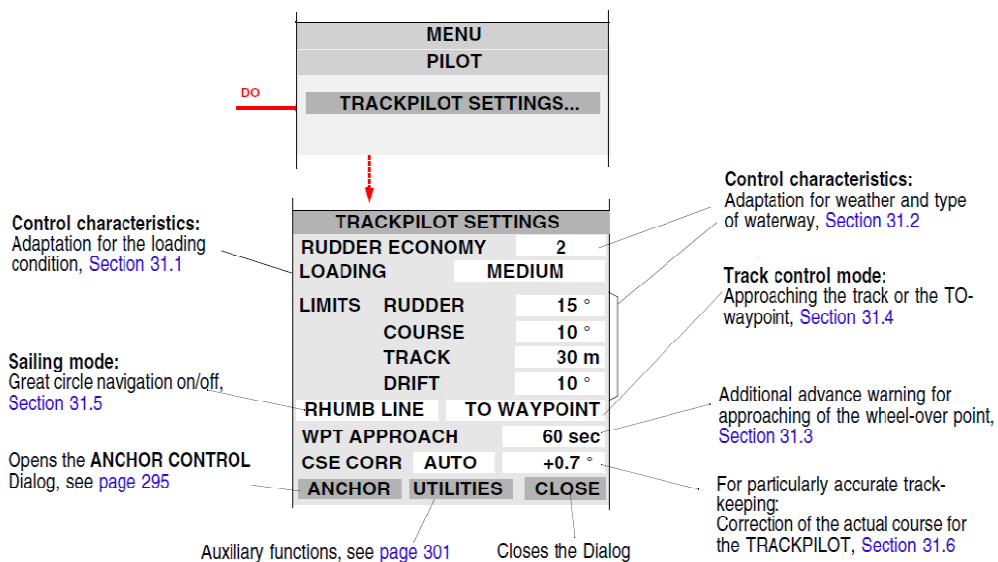 MENU
PILOT
DO
TRACKPILOT SETTINGS...
Control characteristics:
Adaptation for the loading
condition, Section 31.1
Sailing mode:
Great circle navigation on/off,
Section 31.5
Opens the ANCHOR CONTROL
Dialog, see page 295
TRACKPILOT SETTINGS
RUDDER ECONOMY 2
LOADING MEDIUM
LIMITS RUDDER 15 °
COURSE 10 °
TRACK 30 m
DRIFT 10 °
RHUMB LINE TO WAYPOINT
WPT APPROACH 60 sec
CSE CORR AUTO +0.7 °
ANCHOR UTILITIES CLOSE
Control characteristics:
Adaptation for weather and type
of waterway, Section 31.2
Track control mode:
Approaching the track or the TO-
waypoint, Section 31.4
Additional advance warning for
approaching of the wheel-over point,
Section 31.3
For particularly accurate track-
keeping:
Correction of the actual course for
the TRACKPILOT, Section 31.6
Auxiliary functions, see page 301
Closes the Dialog